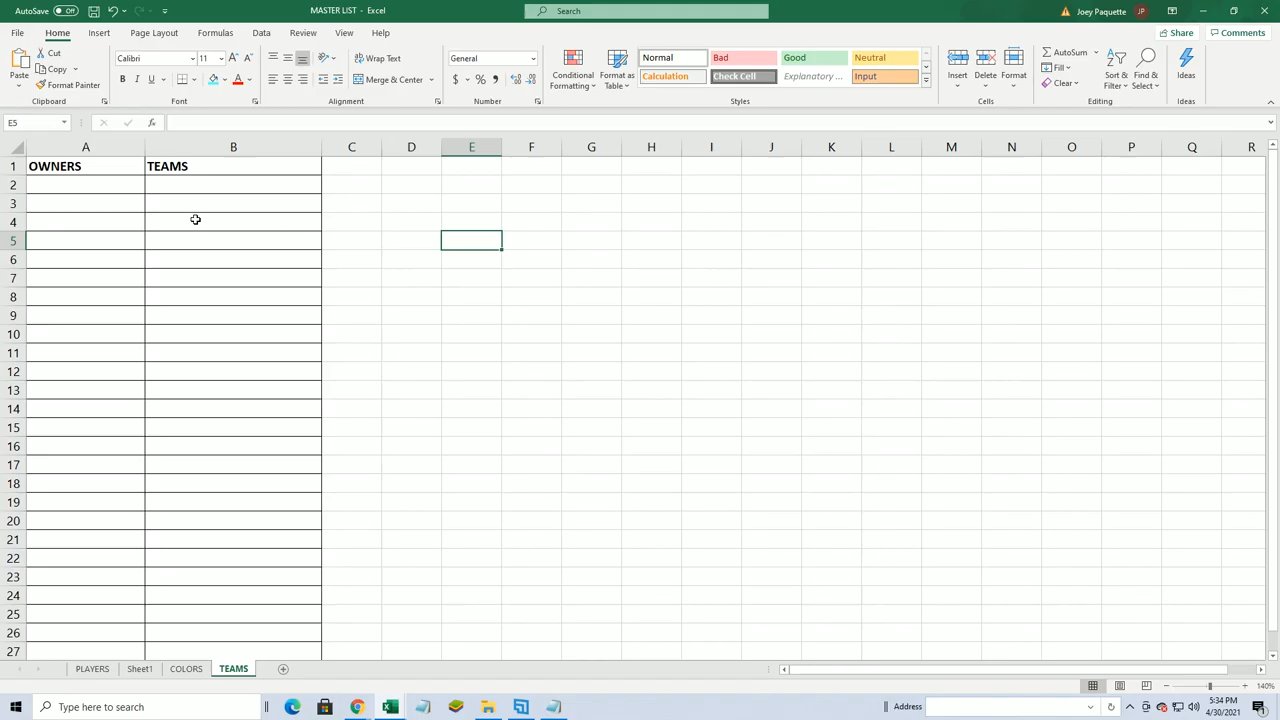 AutoSave Off
MASTER LIST - Excel
Search
Joey Paquette
JP
File Home Insert Page Layout Formulas Data Review View Help
Share
Comments
Paste
Cut
Copy
Format Painter
Clipboard
Calibri
11
B I U
Font
Wrap Text
Merge & Center
Alignment
General
$ % 9
Number
Conditional Formatting
Format as Table
Normal Bad Good Neutral
Calculation Check Cell Explanatory ... Input
Styles
Insert Delete Format
Cells
AutoSum
Fill
Clear
Sort & Filter
Find & Select
Editing
Ideas
Ideas
E5
fx
A B C D E F G H I J K L M N O P Q R
1 OWNERS TEAMS
2
3
4
5
6
7
8
9
10
11
12
13
14
15
16
17
18
19
20
21
22
23
24
25
26
27
PLAYERS Sheet1 COLORS TEAMS
140%
Type here to search
Address
5:34 PM
4/30/2021
1